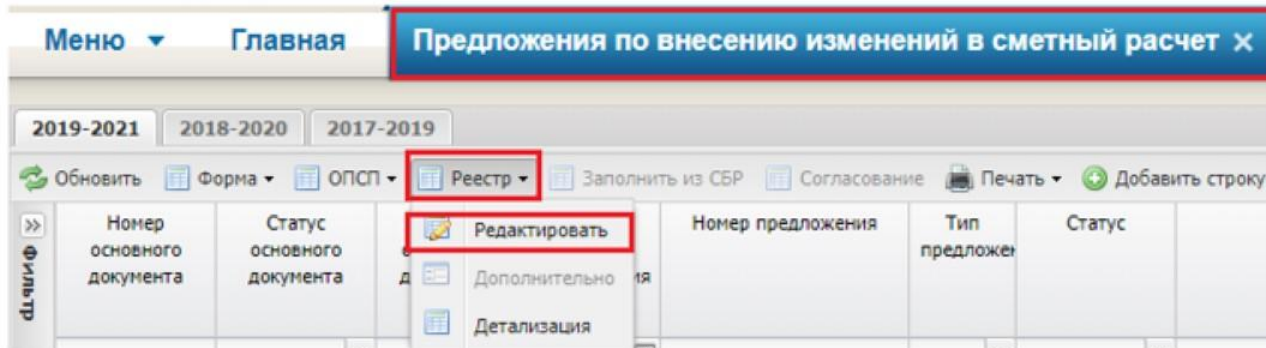 Меню Главная Предложения по внесению изменений в сметный расчет ×
2019-2021 2018-2020 2017-2019
Обновить Форма ОПСП Реестр Заполнить из СБР Согласование Печать Добавить строку
» Номер Статус Редактировать Номер предложения Тип Статус
основного основного предложен
документа документа Дополнительно ия
Фильтр
Детализация